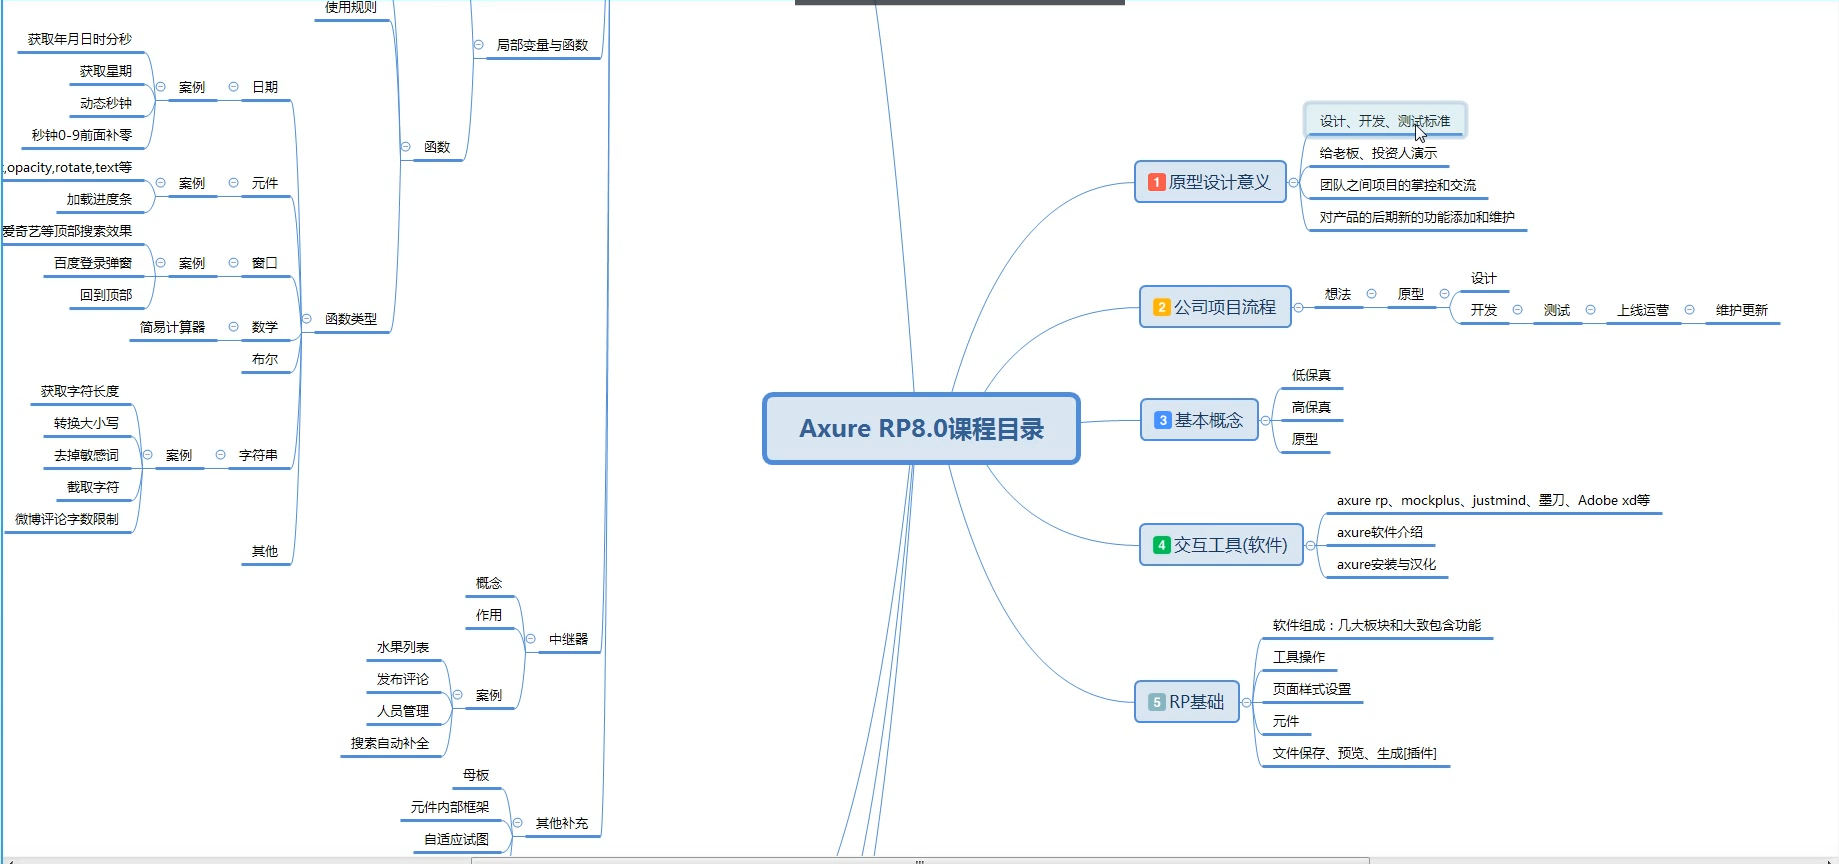 使用规则
局部变量与函数
获取年月日时分秒
获取星期
动态秒钟
秒钟0-9前面补零
案例
日期
函数
,opacity,rotate,text等
加载进度条
案例
元件
爱奇艺等顶部搜索效果
百度登录弹窗
回到顶部
案例
窗口
函数类型
简易计算器
数学
布尔
获取字符长度
转换大小写
去掉敏感词
截取字符
微博评论字数限制
案例
字符串
其他
概念
作用
中继器
水果列表
发布评论
人员管理
搜索自动补全
案例
母板
元件内部框架
自适应试图
其他补充
Axure RP8.0课程目录
1 原型设计意义
设计、开发、测试标准
给老板、投资人演示
团队之间项目的掌控和交流
对产品的后期新的功能添加和维护
2 公司项目流程
想法
原型
设计
开发
测试
上线运营
维护更新
3 基本概念
低保真
高保真
原型
4 交互工具(软件)
axure rp、mockplus、justmind、墨刀、Adobe xd等
axure软件介绍
axure安装与汉化
5 RP基础
软件组成：几大板块和大致包含功能
工具操作
页面样式设置
元件
文件保存、预览、生成[插件]